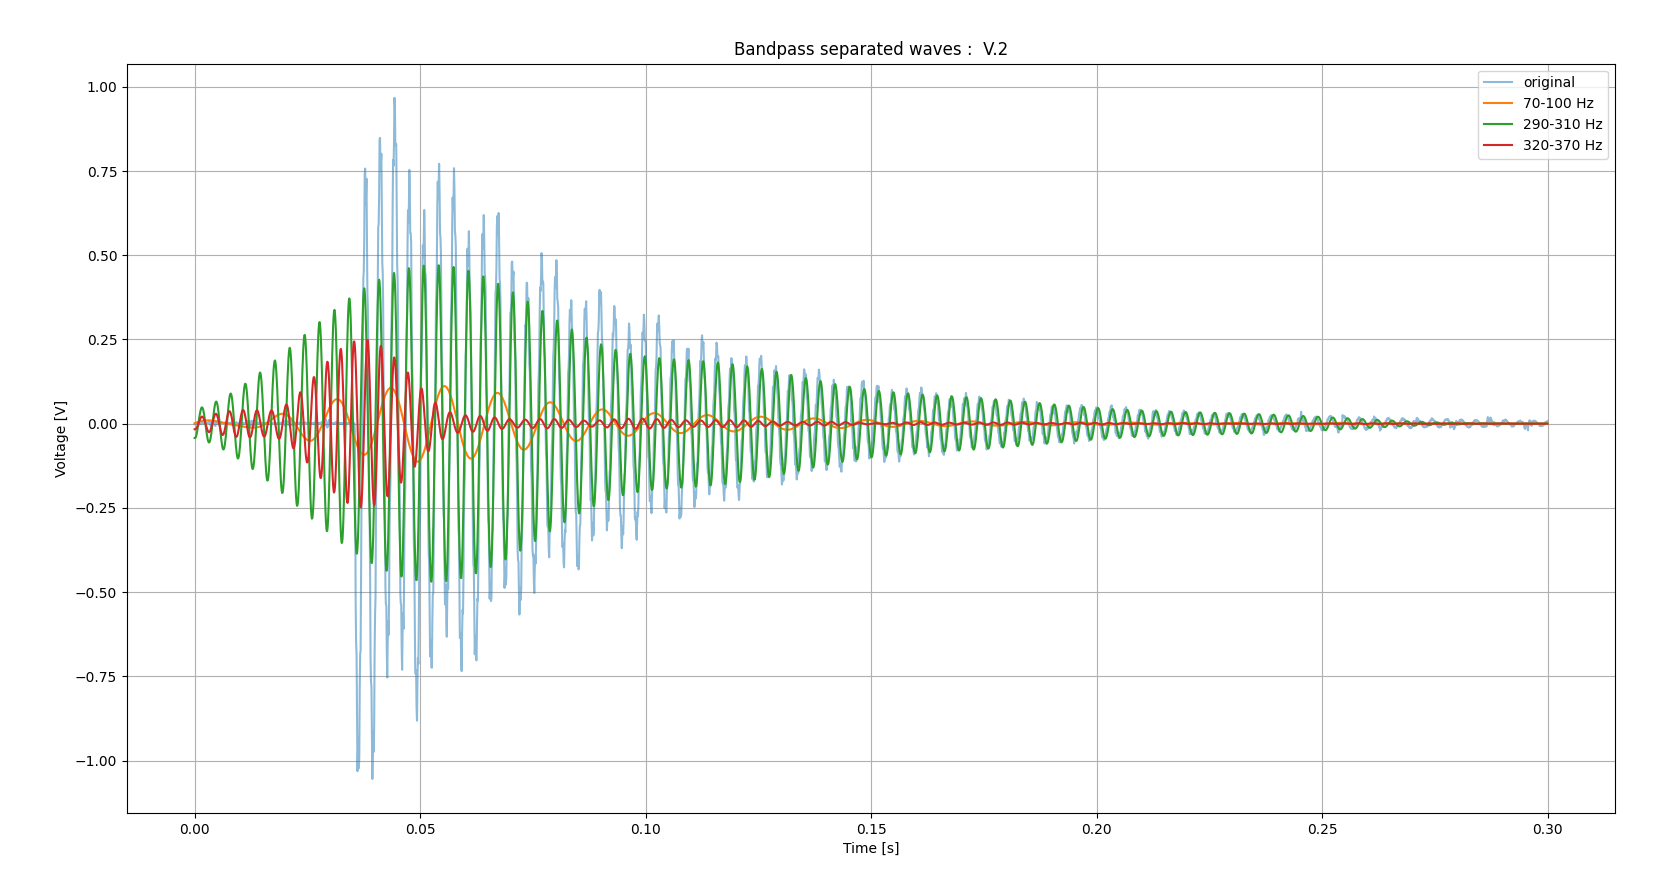 Bandpass separated waves :  V.2
original
70-100 Hz
290-310 Hz
320-370 Hz
1.00
0.75
0.50
0.25
0.00
−0.25
−0.50
−0.75
−1.00
Voltage [V]
0.00 0.05 0.10 0.15 0.20 0.25 0.30
Time [s]